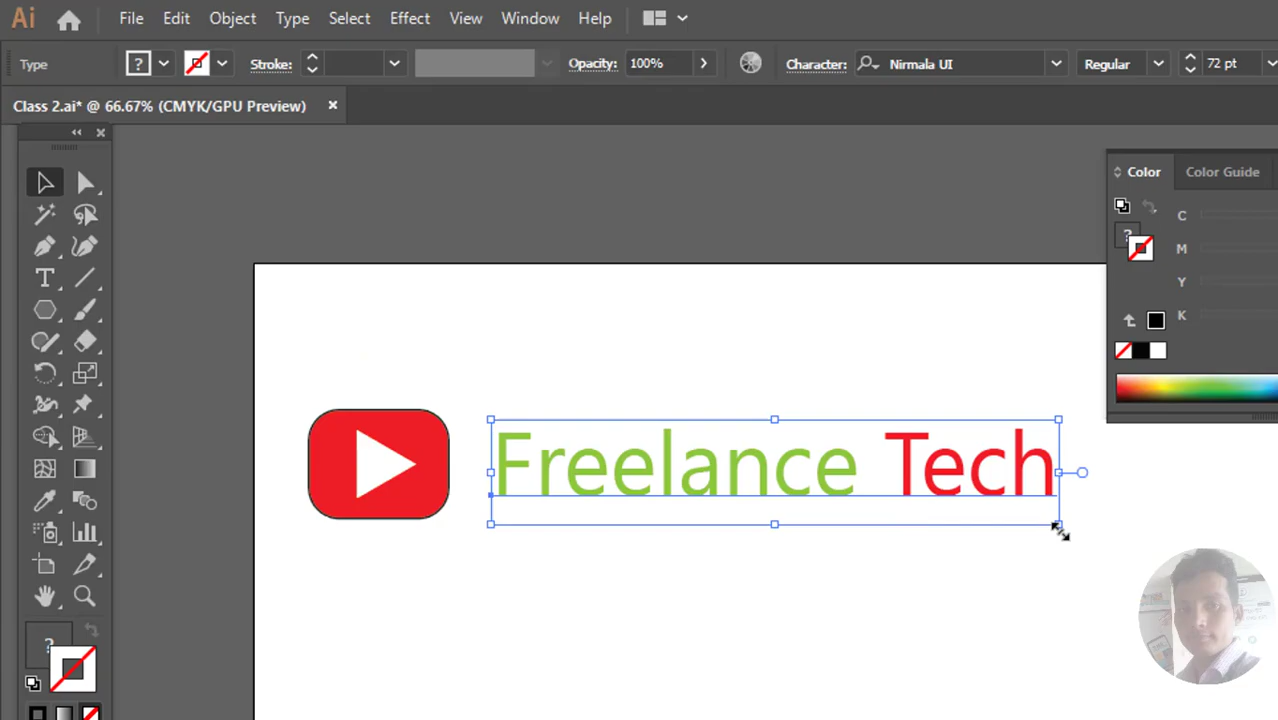 Ai File Edit Object Type Select Effect View Window Help
Type ? Stroke: Opacity: 100% Character: Nirmala UI Regular 72 pt
Class 2.ai* @ 66.67% (CMYK/GPU Preview) ×
Color Color Guide
C
?
M
Y
K
Freelance Tech
?